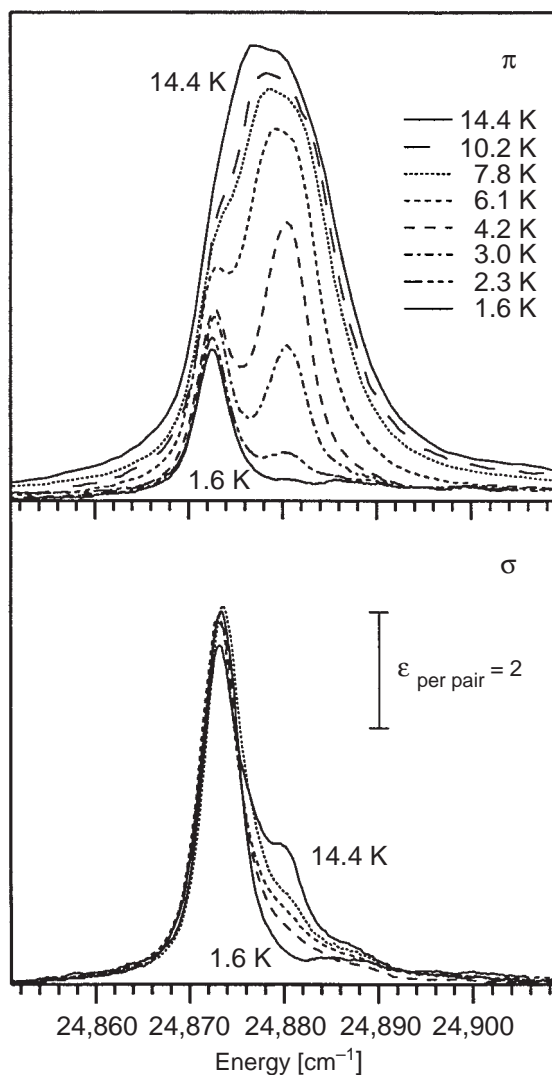 π
14.4 K
14.4 K
10.2 K
7.8 K
6.1 K
4.2 K
3.0 K
2.3 K
1.6 K
1.6 K
σ
ε per pair = 2
14.4 K
1.6 K
24,860 24,870 24,880 24,890 24,900
Energy [cm⁻¹]